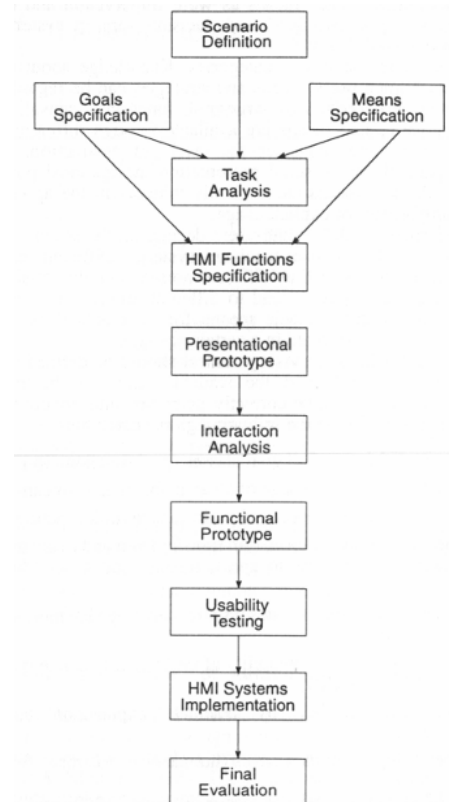 Scenario
Definition
Goals
Specification
Means
Specification
Task
Analysis
HMI Functions
Specification
Presentational
Prototype
Interaction
Analysis
Functional
Prototype
Usability
Testing
HMI Systems
Implementation
Final
Evaluation